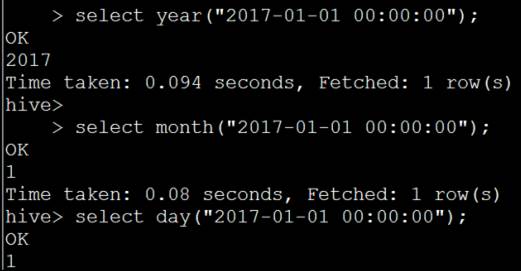 > select year("2017-01-01 00:00:00");
OK
2017
Time taken: 0.094 seconds, Fetched: 1 row(s)
hive>
> select month("2017-01-01 00:00:00");
OK
1
Time taken: 0.08 seconds, Fetched: 1 row(s)
hive> select day("2017-01-01 00:00:00");
OK
1